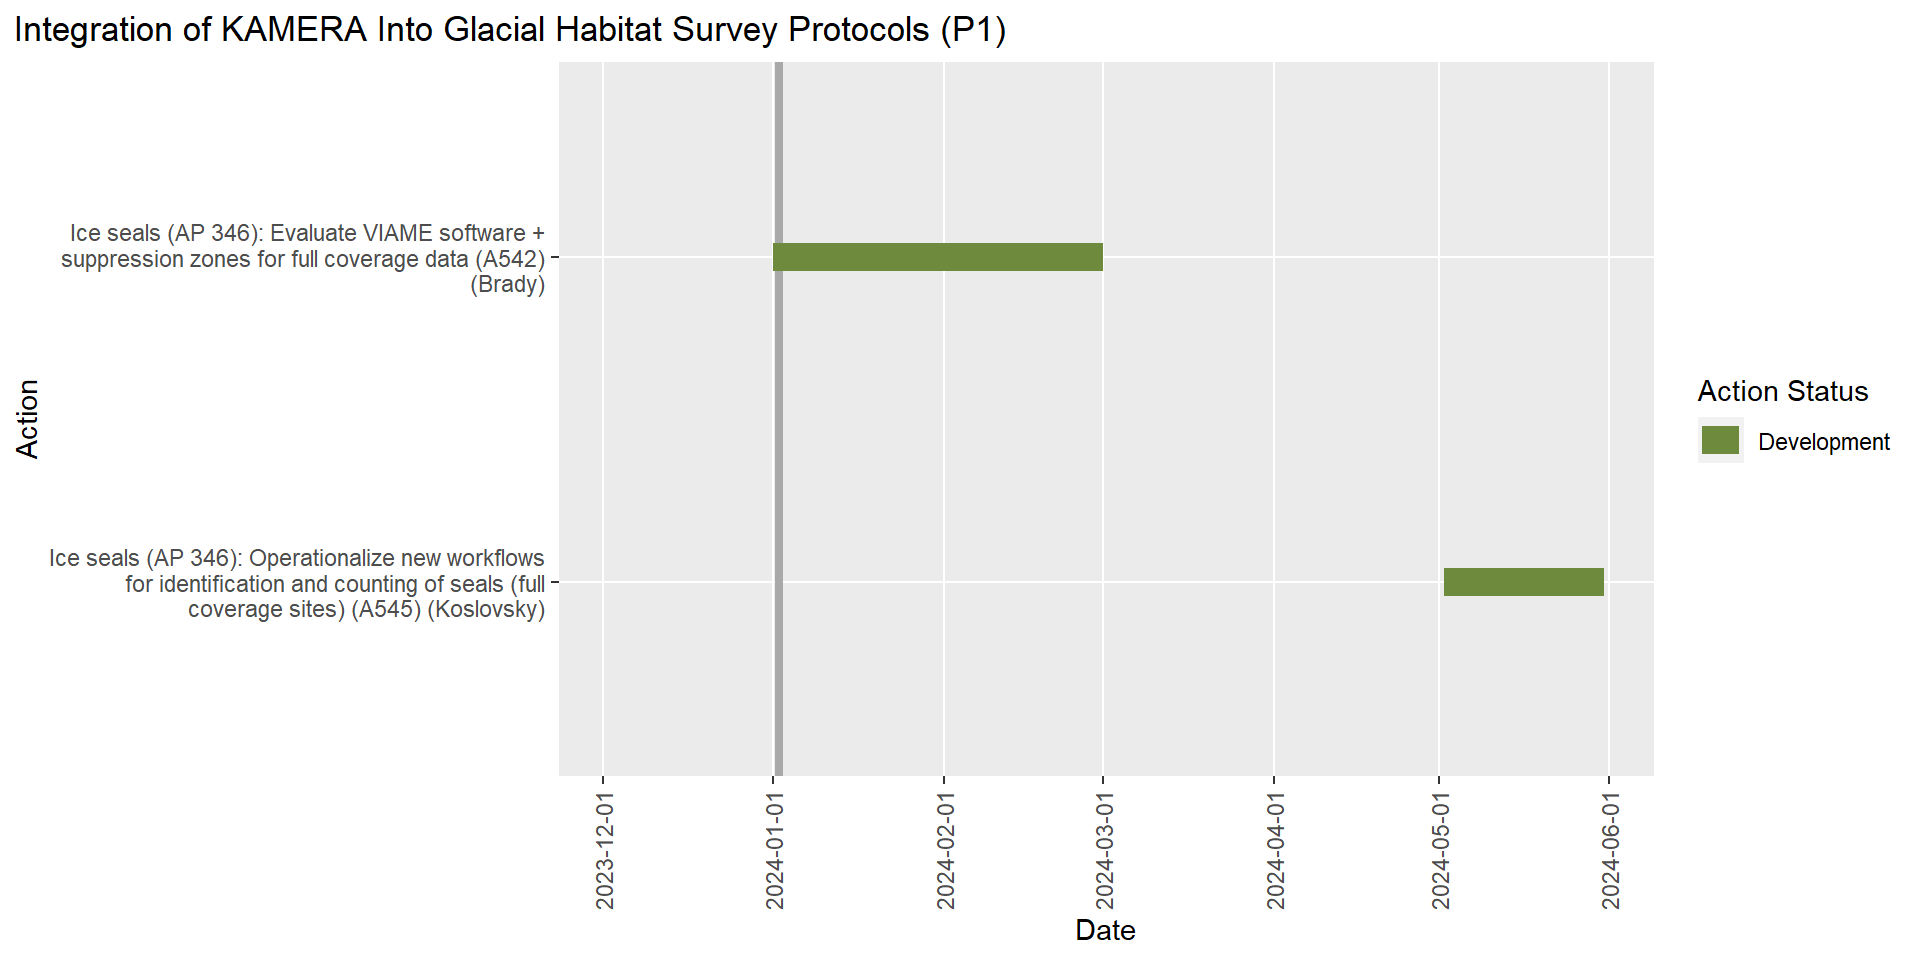 Integration of KAMERA Into Glacial Habitat Survey Protocols (P1)
Ice seals (AP 346): Evaluate VIAME software +
suppression zones for full coverage data (A542)
(Brady)
Action
Ice seals (AP 346): Operationalize new workflows
for identification and counting of seals (full
coverage sites) (A545) (Koslovsky)
Action Status
Development
2023-12-01
2024-01-01
2024-02-01
2024-03-01
2024-04-01
2024-05-01
2024-06-01
Date